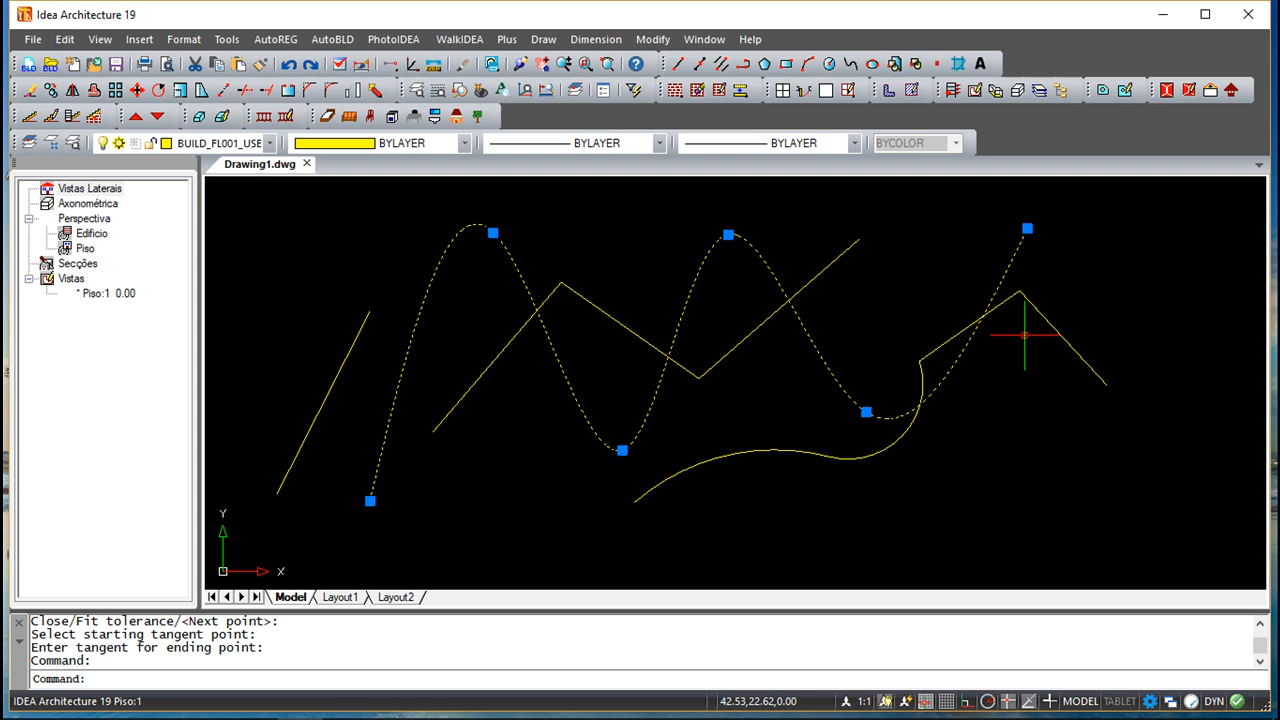 Idea Architecture 19
File Edit View Insert Format Tools AutoREG AutoBLD PhotoIDEA WalkIDEA Plus Draw Dimension Modify Window Help
BUILD_FL001_USE BYLAYER BYLAYER BYLAYER BYCOLOR
Drawing1.dwg
Vistas Laterais
Axonométrica
Perspectiva
Edificio
Piso
Secções
Vistas
* Piso:1 0.00
Y
X
Model Layout1 Layout2
Close/Fit tolerance/<Next point>:
Select starting tangent point:
Enter tangent for ending point:
Command:
Command:
IDEA Architecture 19 Piso:1 42.53,22.62,0.00 1:1 MODEL TABLET DYN